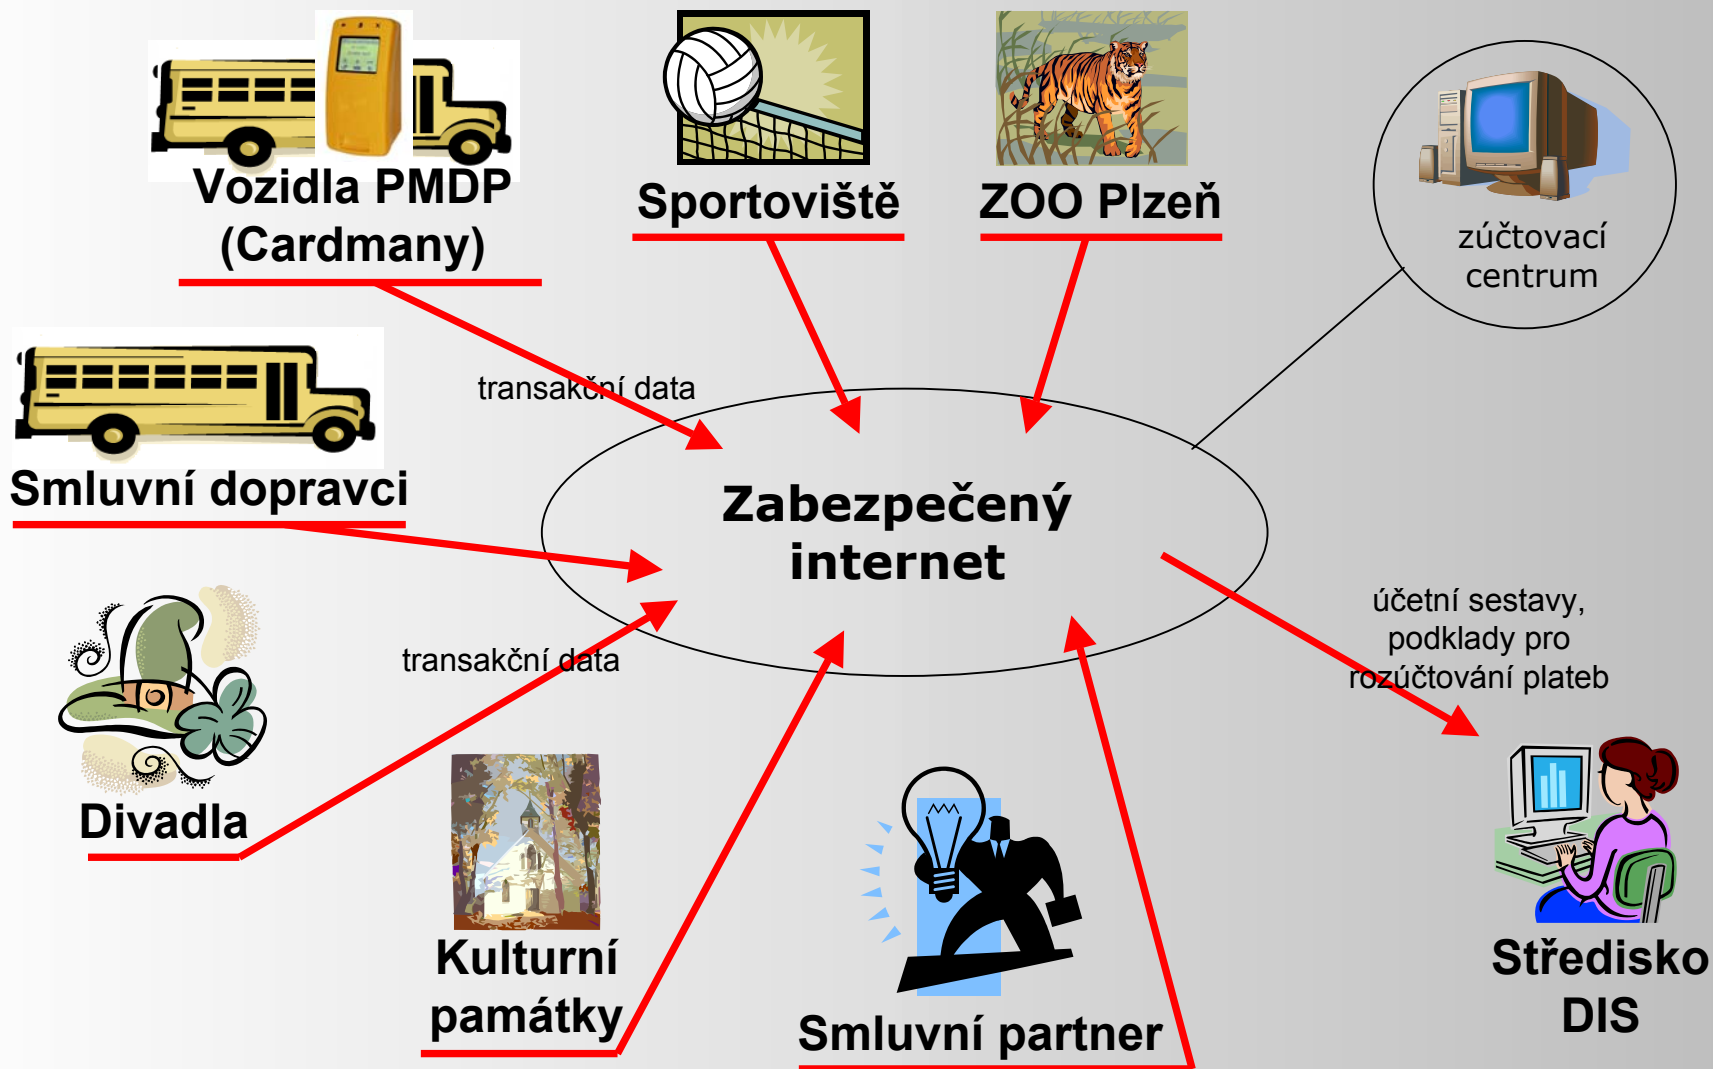 Vozidla PMDP
(Cardmany)
Sportoviště
ZOO Plzeň
zúčtovací
centrum
transakční data
Smluvní dopravci
Zabezpečený
internet
účetní sestavy,
podklady pro
rozúčtování plateb
transakční data
Divadla
Kulturní
památky
Smluvní partner
Středisko
DIS